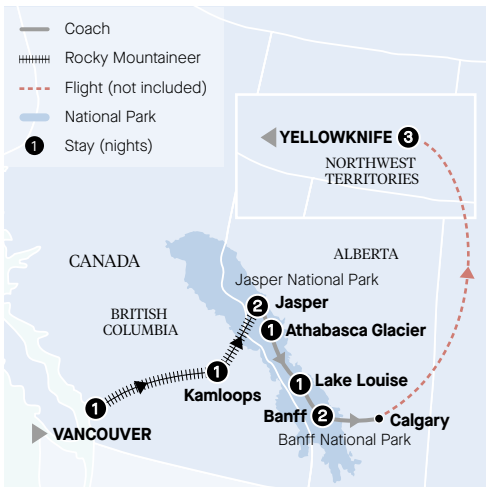 Coach
Rocky Mountaineer
Flight (not included)
National Park
1 Stay (nights)
YELLOWKNIFE 3
NORTHWEST
TERRITORIES
CANADA
ALBERTA
Jasper National Park
2 Jasper
BRITISH
COLUMBIA
1 Athabasca Glacier
1
Kamloops
1 Lake Louise
1
VANCOUVER
Banff 2
Calgary
Banff National Park